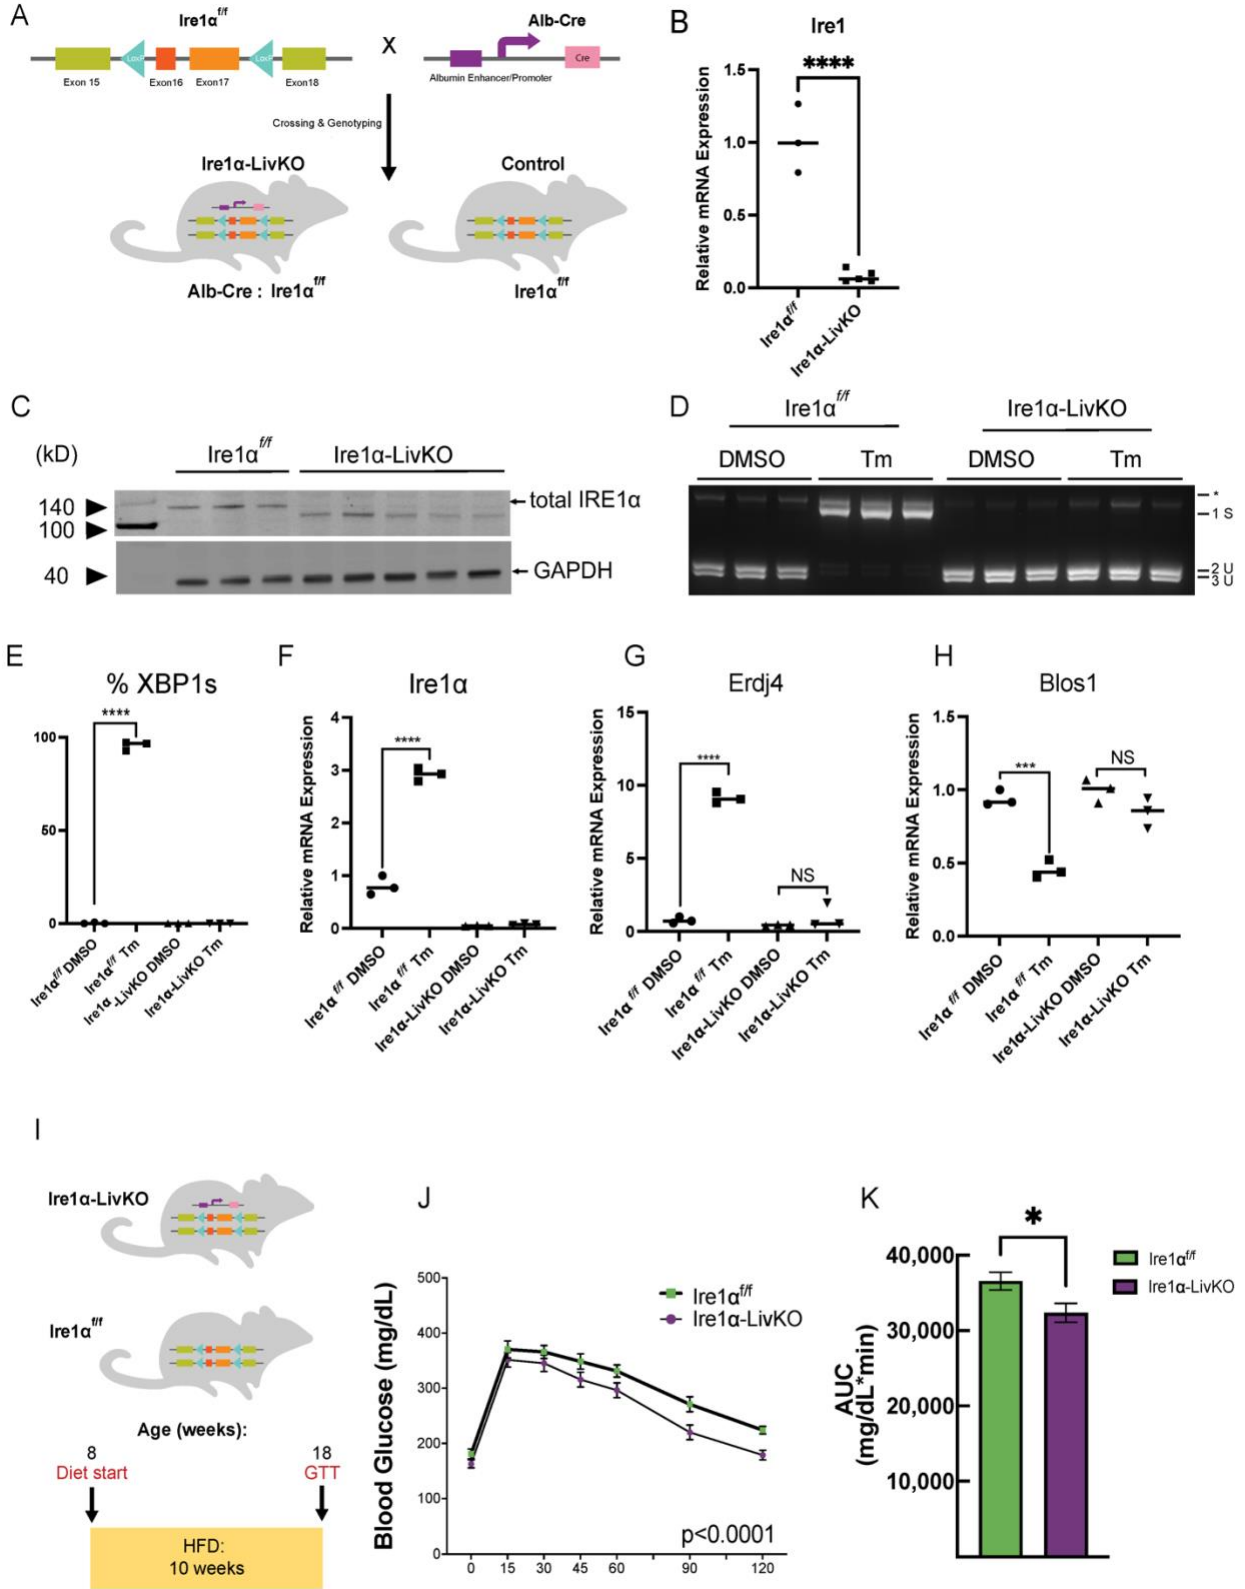 A
Ire1α^f/f
Alb-Cre
LoxP
LoxP
X
Cre
Exon 15
Exon16
Exon17
Exon18
Albumin Enhancer/Promoter
Crossing & Genotyping
Ire1α-LivKO
Control
Alb-Cre : Ire1α^f/f
Ire1α^f/f
B
Ire1
****
Relative mRNA Expression
1.5
1.0
0.5
0.0
Ire1α^f/f
Ire1α-LivKO
C
(kD)
Ire1α^f/f
Ire1α-LivKO
140
100
40
total IRE1α
GAPDH
D
Ire1α^f/f
Ire1α-LivKO
DMSO
Tm
DMSO
Tm
*
1 S
2 U
3 U
E
% XBP1s
****
100
50
0
Ire1α^f/f DMSO
Ire1α^f/f Tm
Ire1α-LivKO DMSO
Ire1α-LivKO Tm
F
Ire1α
Relative mRNA Expression
****
4
3
2
1
0
Ire1α^f/f DMSO
Ire1α^f/f Tm
Ire1α-LivKO DMSO
Ire1α-LivKO Tm
G
Erdj4
Relative mRNA Expression
****
NS
15
10
5
0
Ire1α^f/f DMSO
Ire1α^f/f Tm
Ire1α-LivKO DMSO
Ire1α-LivKO Tm
H
Blos1
Relative mRNA Expression
***
NS
1.5
1.0
0.5
0.0
Ire1α^f/f DMSO
Ire1α^f/f Tm
Ire1α-LivKO DMSO
Ire1α-LivKO Tm
I
Ire1α-LivKO
Ire1α^f/f
Age (weeks):
8
18
Diet start
GTT
HFD:
10 weeks
J
Blood Glucose (mg/dL)
500
400
300
200
100
0
Ire1α^f/f
Ire1α-LivKO
p<0.0001
0 15 30 45 60 90 120
K
*
AUC
(mg/dL*min)
40,000
30,000
20,000
10,000
Ire1α^f/f
Ire1α-LivKO